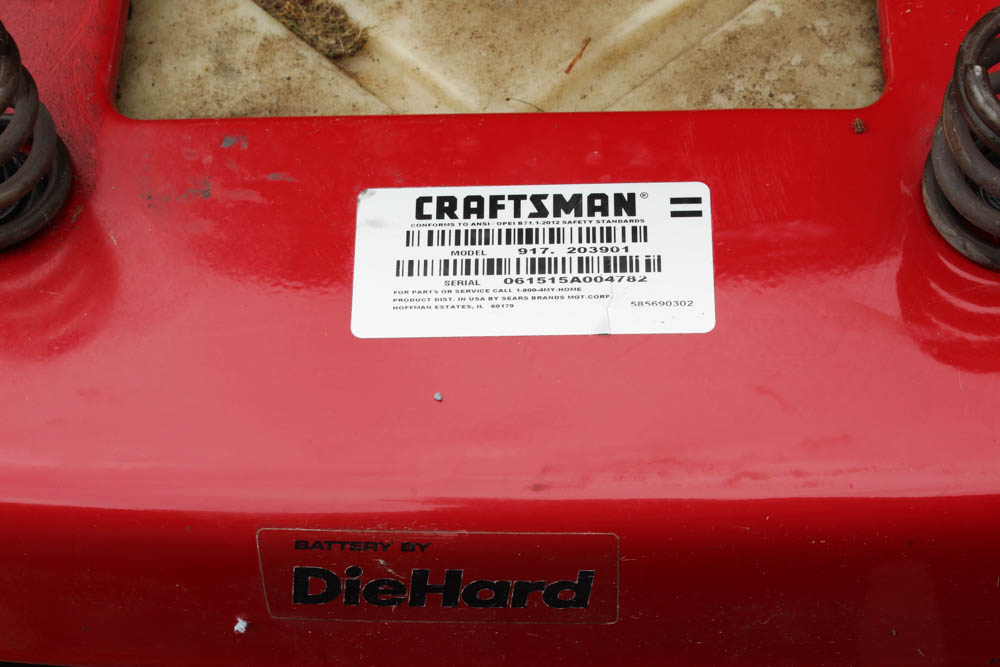 CRAFTSMAN®
CONFORMS TO ANSI / OPEI B71.1-2012 SAFETY STANDARDS
MODEL 917. 203901
SERIAL 061515A004782
FOR PARTS OR SERVICE CALL 1-800-4MY-HOME
PRODUCT DIST. IN USA BY SEARS BRANDS MGT.CORP.
HOFFMAN ESTATES, IL 60179
585690302
BATTERY BY
DieHard